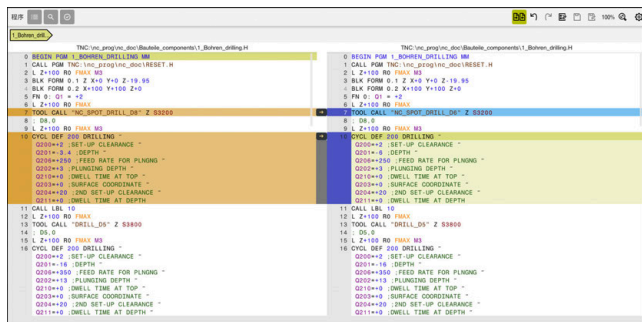 程序
100%
1_Bohren_drill.
TNC:\nc_prog\nc_doc\Bauteile_components\1_Bohren_drilling.H
0 BEGIN PGM 1_BOHREN_DRILLING MM
1 CALL PGM TNC:\nc_prog\nc_doc\RESET.H
2 L Z+100 R0 FMAX M3
3 BLK FORM 0.1 Z X+0 Y+0 Z-19.95
4 BLK FORM 0.2 X+100 Y+100 Z+0
5 FN 0: Q1 = +2
6 L Z+100 R0 FMAX
7 TOOL CALL "NC_SPOT_DRILL_D8" Z S3200
8 ; D8,0
9 L Z+100 R0 FMAX M3
10 CYCL DEF 200 DRILLING ~
Q200=+2 ;SET-UP CLEARANCE ~
Q201=-3.4 ;DEPTH ~
Q206=+250 ;FEED RATE FOR PLNGNG ~
Q202=+3 ;PLUNGING DEPTH ~
Q210=+0 ;DWELL TIME AT TOP ~
Q203=+0 ;SURFACE COORDINATE ~
Q204=+20 ;2ND SET-UP CLEARANCE ~
Q211=+0 ;DWELL TIME AT DEPTH
11 CALL LBL 10
12 L Z+100 R0 FMAX
13 TOOL CALL "DRILL_D5" Z S3800
14 ; D5,0
15 L Z+100 R0 FMAX M3
16 CYCL DEF 200 DRILLING ~
Q200=+2 ;SET-UP CLEARANCE ~
Q201=-16 ;DEPTH ~
Q206=+350 ;FEED RATE FOR PLNGNG ~
Q202=+13 ;PLUNGING DEPTH ~
Q210=+0 ;DWELL TIME AT TOP ~
Q203=+0 ;SURFACE COORDINATE ~
Q204=+20 ;2ND SET-UP CLEARANCE ~
Q211=+0 ;DWELL TIME AT DEPTH ~
TNC:\nc_prog\nc_doc\Bauteile_components\1_Bohren_drilling.H
0 BEGIN PGM 1_BOHREN_DRILLING MM
1 CALL PGM TNC:\nc_prog\nc_doc\RESET.H
2 L Z+100 R0 FMAX M3
3 BLK FORM 0.1 Z X+0 Y+0 Z-19.95
4 BLK FORM 0.2 X+100 Y+100 Z+0
5 FN 0: Q1 = +2
6 L Z+100 R0 FMAX
7 TOOL CALL "NC_SPOT_DRILL_D6" Z S3200
8 ; D8,0
9 L Z+100 R0 FMAX M3
10 CYCL DEF 200 DRILLING ~
Q200=+2 ;SET-UP CLEARANCE ~
Q201=-6 ;DEPTH ~
Q206=+250 ;FEED RATE FOR PLNGNG ~
Q202=+3 ;PLUNGING DEPTH ~
Q210=+0 ;DWELL TIME AT TOP ~
Q203=+0 ;SURFACE COORDINATE ~
Q204=+20 ;2ND SET-UP CLEARANCE ~
Q211=+0 ;DWELL TIME AT DEPTH
11 CALL LBL 10
12 L Z+100 R0 FMAX
13 TOOL CALL "DRILL_D5" Z S3800
14 ; D5,0
15 L Z+100 R0 FMAX M3
16 CYCL DEF 200 DRILLING ~
Q200=+2 ;SET-UP CLEARANCE ~
Q201=-16 ;DEPTH ~
Q206=+350 ;FEED RATE FOR PLNGNG ~
Q202=+13 ;PLUNGING DEPTH ~
Q210=+0 ;DWELL TIME AT TOP ~
Q203=+0 ;SURFACE COORDINATE ~
Q204=+20 ;2ND SET-UP CLEARANCE ~
Q211=+0 ;DWELL TIME AT DEPTH ~